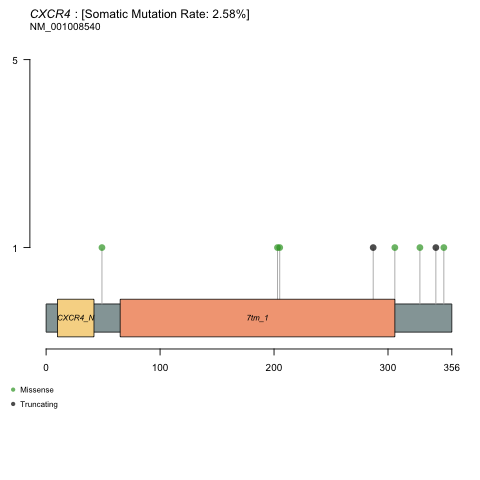 CXCR4 : [Somatic Mutation Rate: 2.58%]
NM_001008540
5
1
CXCR4_N
7tm_1
0 100 200 300 356
Missense
Truncating